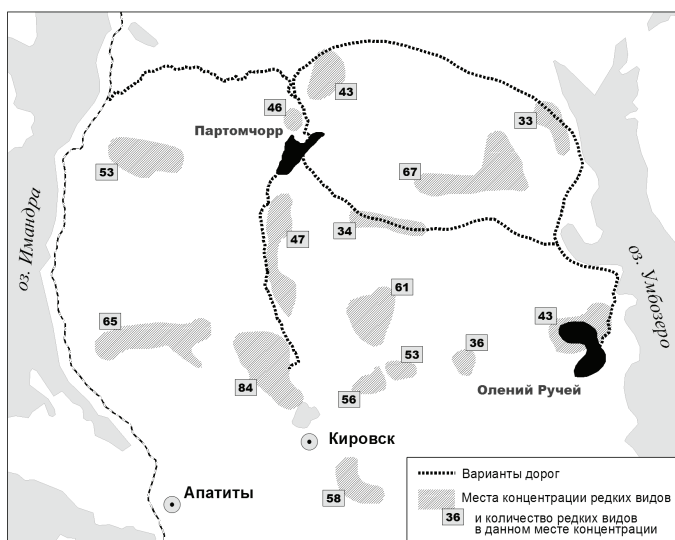 43
46
33
Партомчорр
53
67
оз. Имандра
47
34
оз. Умбозеро
61
65
43
53
36
84
56
Олений Ручей
Кировск
58
Апатиты
Варианты дорог
Места концентрации редких видов
36 и количество редких видов
в данном месте концентрации